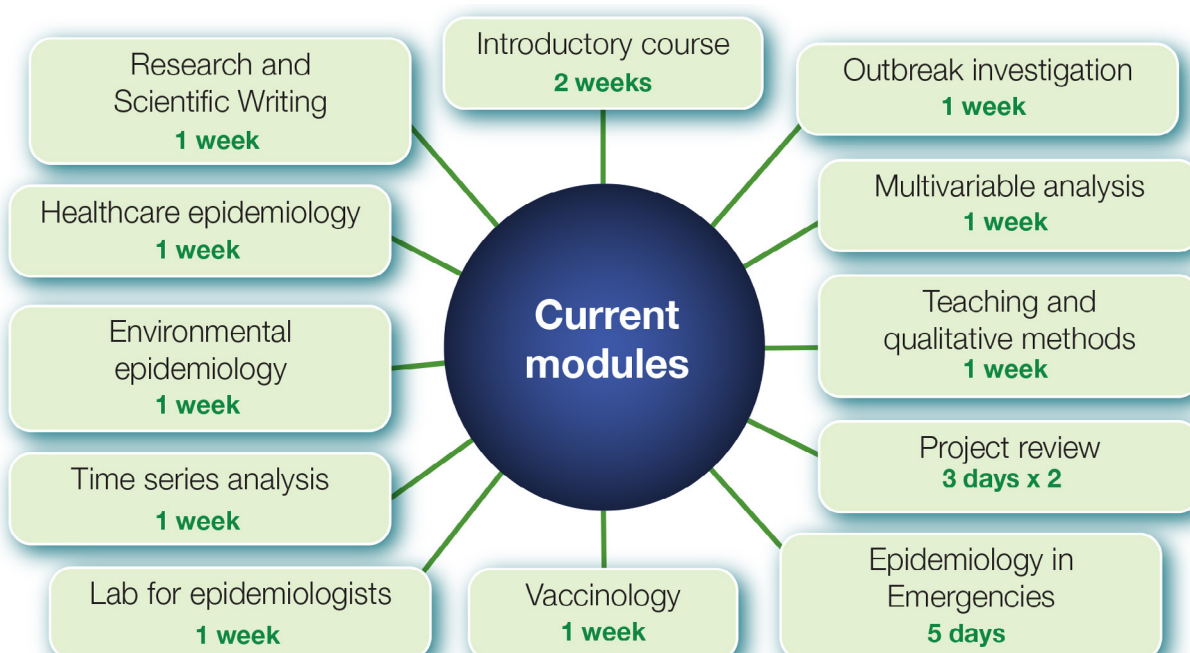 Introductory course
2 weeks
Outbreak investigation
1 week
Multivariable analysis
1 week
Teaching and
qualitative methods
1 week
Project review
3 days x 2
Epidemiology in
Emergencies
5 days
Vaccinology
1 week
Lab for epidemiologists
1 week
Time series analysis
1 week
Environmental
epidemiology
1 week
Healthcare epidemiology
1 week
Research and
Scientific Writing
1 week
Current
modules